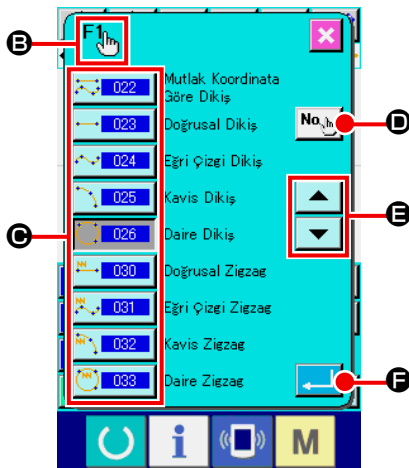 B
F1
X
022 Mutlak Koordinata
Göre Dikiş
023 Doğrusal Dikiş
No.
D
024 Eğri Çizgi Dikiş
025 Kavis Dikiş
E
C
026 Daire Dikiş
030 Doğrusal Zigzag
031 Eğri Çizgi Zigzag
032 Kavis Zigzag
F
033 Daire Zigzag
i
M